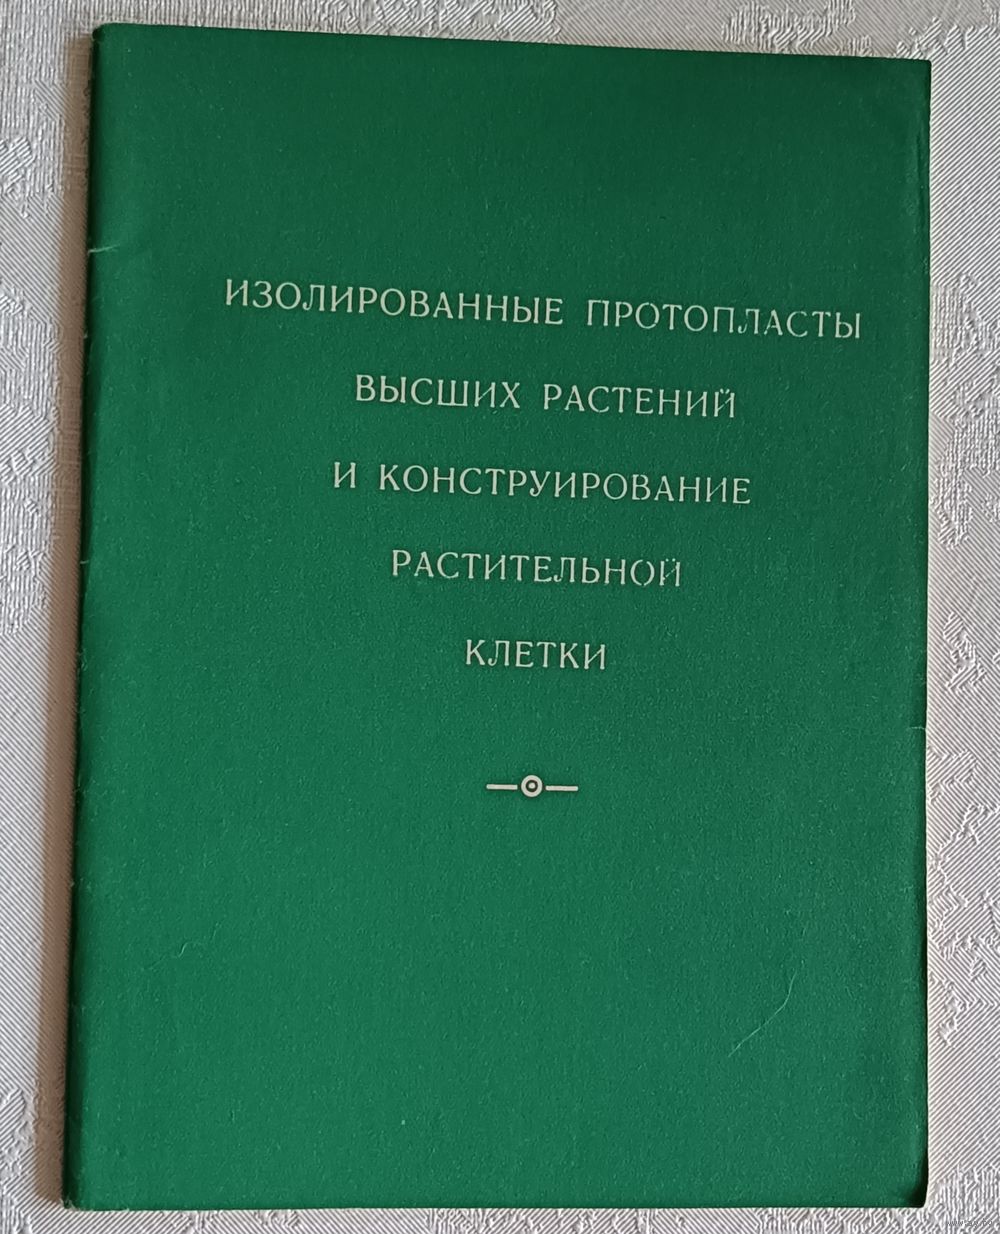 ИЗОЛИРОВАННЫЕ ПРОТОПЛАСТЫ
ВЫСШИХ РАСТЕНИЙ
И КОНСТРУИРОВАНИЕ
РАСТИТЕЛЬНОЙ
КЛЕТКИ